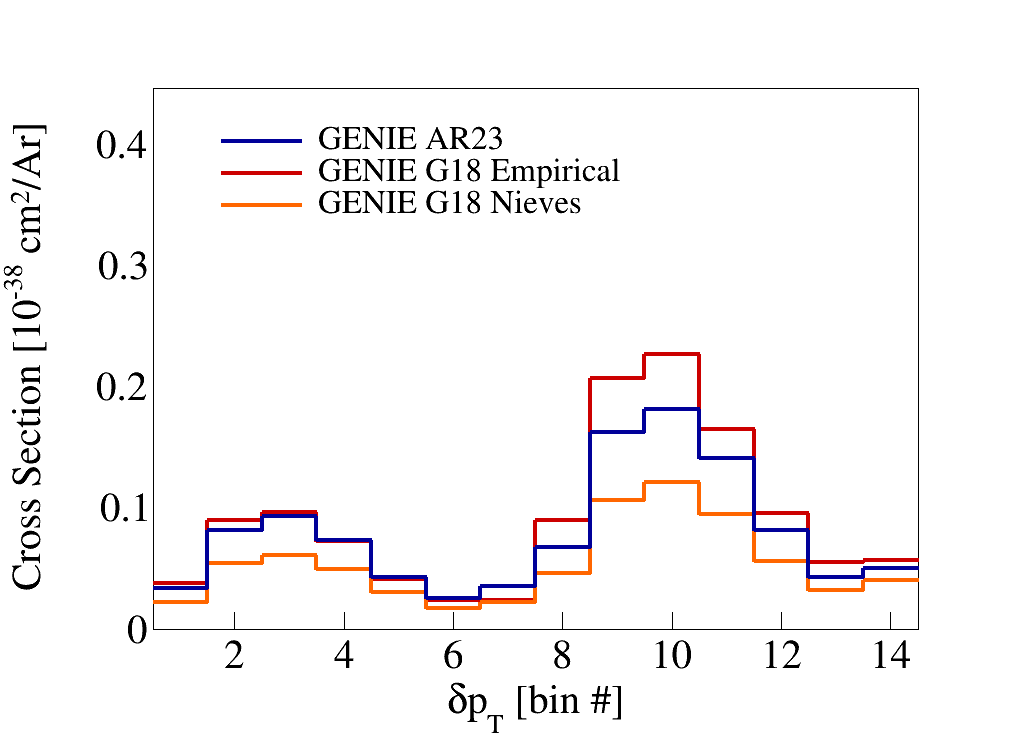 Cross Section [10⁻³⁸ cm²/Ar]
0.4
0.3
0.2
0.1
0
GENIE AR23
GENIE G18 Empirical
GENIE G18 Nieves
2 4 6 8 10 12 14
δp_T [bin #]